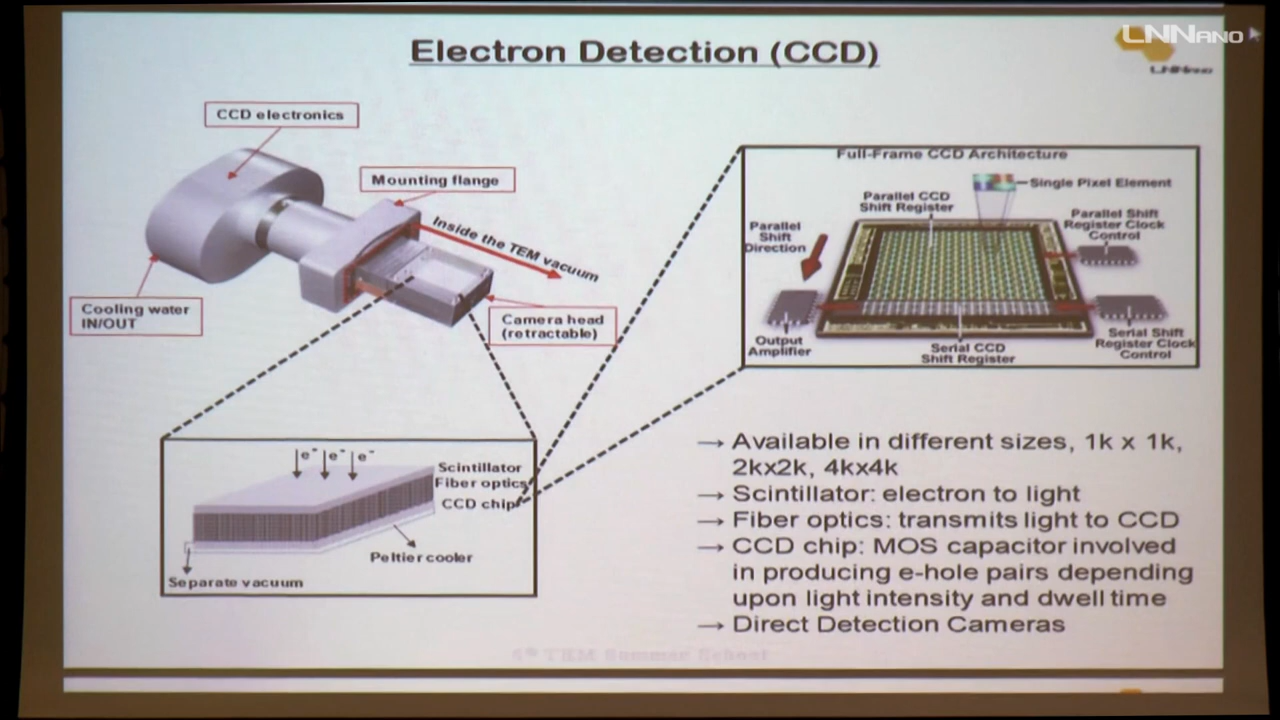 Electron Detection (CCD)
LNNANO
LNNano
CCD electronics
Mounting flange
Inside the TEM vacuum
Cooling water
IN/OUT
Camera head
(retractable)
Full-Frame CCD Architecture
Single Pixel Element
Parallel CCD
Shift Register
Parallel Shift
Register Clock
Control
Parallel
Shift
Direction
Output
Amplifier
Serial CCD
Shift Register
Serial Shift
Register Clock
Control
e⁻ e⁻ e⁻
Scintillator
Fiber optics
CCD chip
Peltier cooler
Separate vacuum
→ Available in different sizes, 1k x 1k,
2kx2k, 4kx4k
→ Scintillator: electron to light
→ Fiber optics: transmits light to CCD
→ CCD chip: MOS capacitor involved
in producing e-hole pairs depending
upon light intensity and dwell time
→ Direct Detection Cameras
TEM Summer School